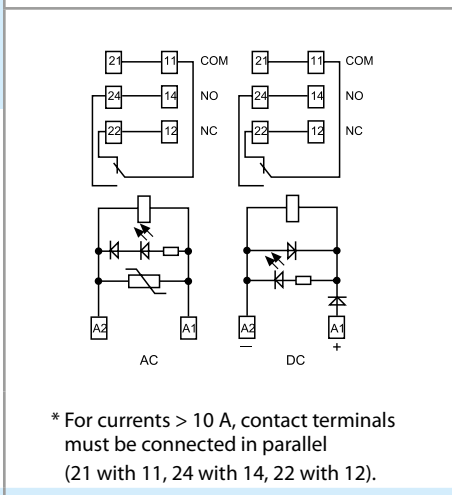 21 11 COM 21 11 COM
24 14 NO 24 14 NO
22 12 NC 22 12 NC
A2 A1 A2 A1
— +
AC DC
* For currents > 10 A, contact terminals
must be connected in parallel
(21 with 11, 24 with 14, 22 with 12).